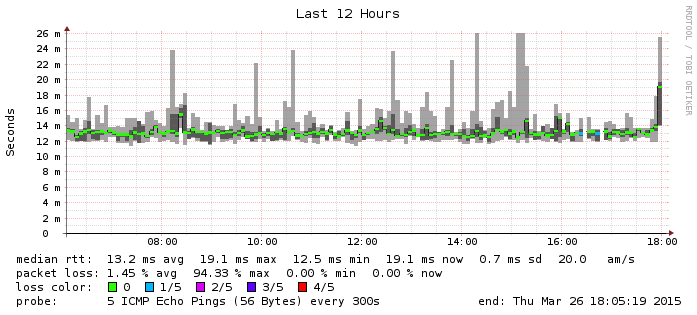 Last 12 Hours
RRDTOOL / TOBI OETIKER
Seconds
26 m
24 m
22 m
20 m
18 m
16 m
14 m
12 m
10 m
8 m
6 m
4 m
2 m
0
08:00 10:00 12:00 14:00 16:00 18:00
median rtt: 13.2 ms avg 19.1 ms max 12.5 ms min 19.1 ms now 0.7 ms sd 20.0 am/s
packet loss: 1.45 % avg 94.33 % max 0.00 % min 0.00 % now
loss color: 0 1/5 2/5 3/5 4/5
probe: 5 ICMP Echo Pings (56 Bytes) every 300s end: Thu Mar 26 18:05:19 2015